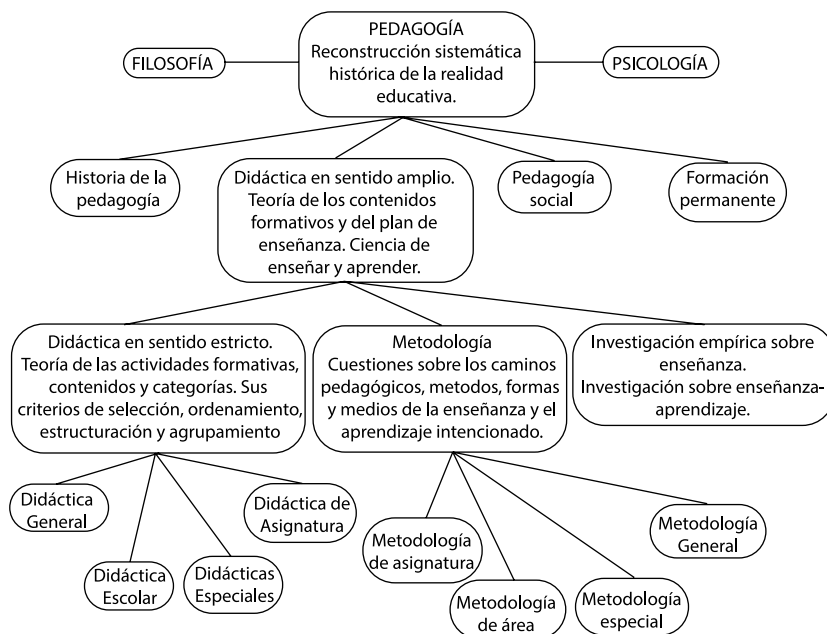 PEDAGOGÍA
Reconstrucción sistemática
histórica de la realidad
educativa.
FILOSOFÍA
PSICOLOGÍA
Historia de la
pedagogía
Didáctica en sentido amplio.
Teoría de los contenidos
formativos y del plan de
enseñanza. Ciencia de
enseñar y aprender.
Pedagogía
social
Formación
permanente
Didáctica en sentido estricto.
Teoría de las actividades formativas,
contenidos y categorías. Sus
criterios de selección, ordenamiento,
estructuración y agrupamiento
Metodología
Cuestiones sobre los caminos
pedagógicos, metodos, formas
y medios de la enseñanza y el
aprendizaje intencionado.
Investigación empírica sobre
enseñanza.
Investigación sobre enseñanza-
aprendizaje.
Didáctica
General
Didáctica
Escolar
Didácticas
Especiales
Didáctica de
Asignatura
Metodología
de asignatura
Metodología
de área
Metodología
especial
Metodología
General